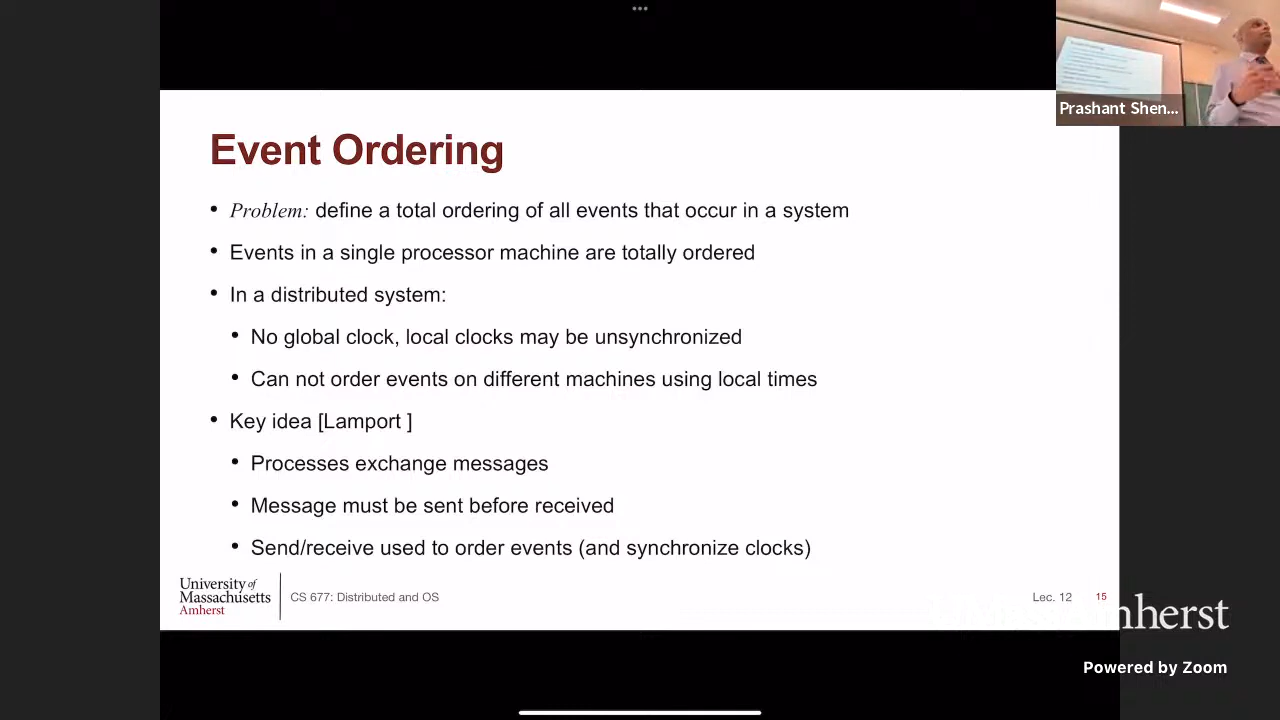 Prashant Shen...
Event Ordering
• Problem: define a total ordering of all events that occur in a system
• Events in a single processor machine are totally ordered
• In a distributed system:
• No global clock, local clocks may be unsynchronized
• Can not order events on different machines using local times
• Key idea [Lamport ]
• Processes exchange messages
• Message must be sent before received
• Send/receive used to order events (and synchronize clocks)
University of
Massachusetts
Amherst
CS 677: Distributed and OS
Lec. 12
15
Powered by Zoom